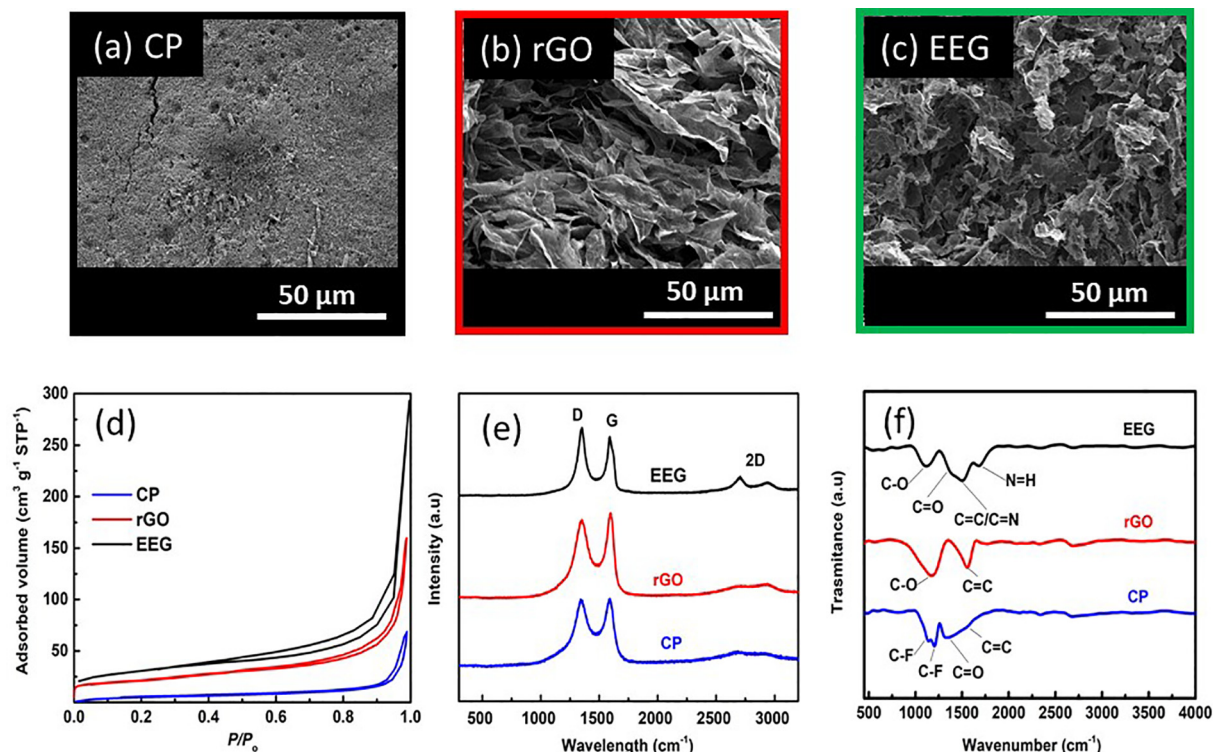 (a) CP
50 µm
(b) rGO
50 µm
(c) EEG
50 µm
(d)
Adsorbed volume (cm³ g⁻¹ STP⁻¹)
300
250
200
150
100
50
CP
rGO
EEG
0.0 0.2 0.4 0.6 0.8 1.0
P/Pₒ
(e)
Intensity (a.u)
D
G
2D
EEG
rGO
CP
500 1000 1500 2000 2500 3000
Wavelength (cm⁻¹)
(f)
Trasmitance (a.u)
EEG
C-O
C=O
C=C/C=N
N=H
rGO
C-O
C=C
CP
C-F
C-F
C=O
C=C
500 1000 1500 2000 2500 3000 3500 4000
Wavenumber (cm⁻¹)